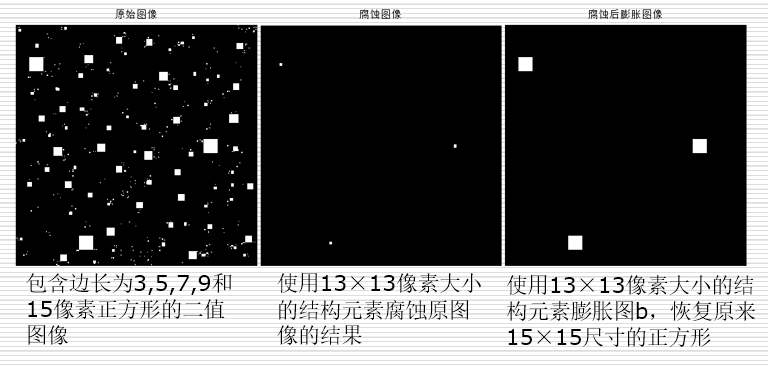 原始图像
腐蚀图像
腐蚀后膨胀图像
包含边长为3,5,7,9和
15像素正方形的二值
图像
使用13×13像素大小
的结构元素腐蚀原图
像的结果
使用13×13像素大小的结
构元素膨胀图b，恢复原来
15×15尺寸的正方形